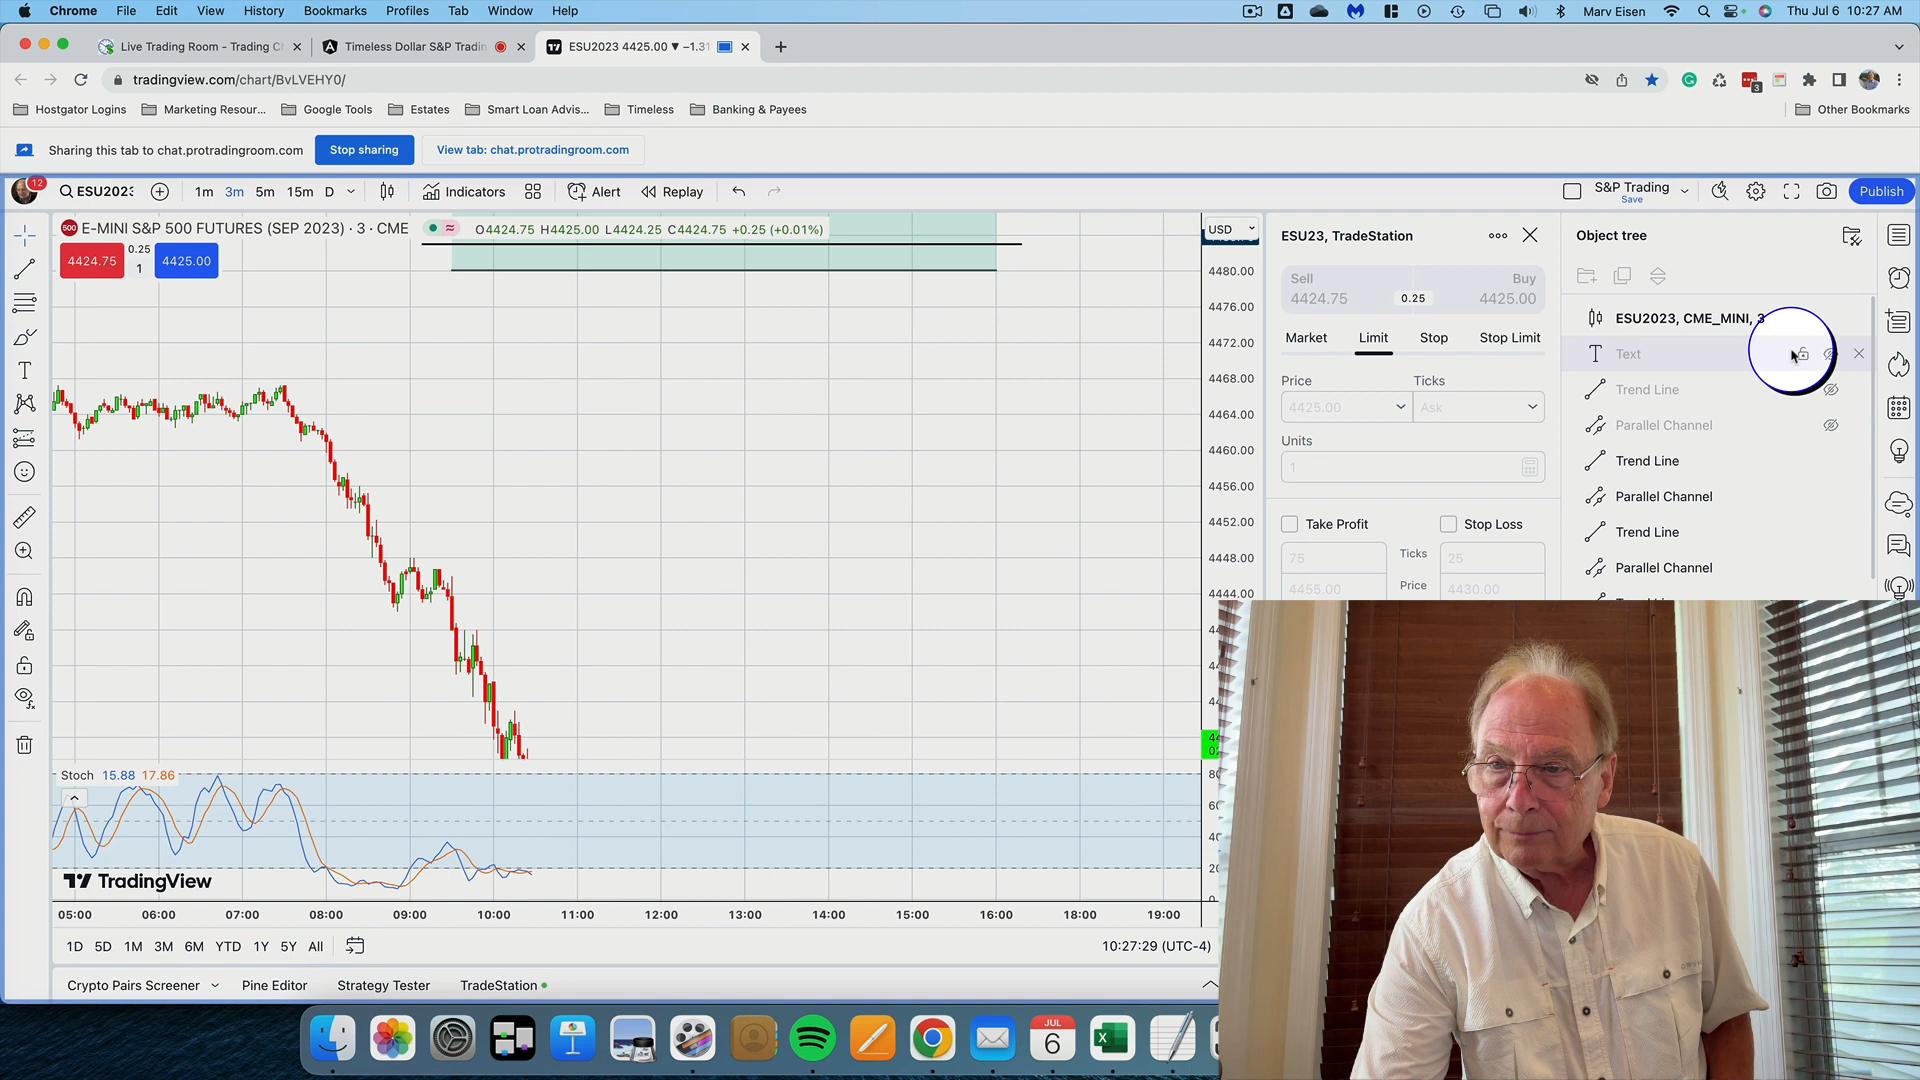 Chrome File Edit View History Bookmarks Profiles Tab Window Help Marv Eisen Thu Jul 6 10:27 AM
Live Trading Room - Trading Ch Timeless Dollar S&P Tradin ESU2023 4425.00 ▼ −1.31
tradingview.com/chart/BvLVEHY0/
3
Hostgator Logins Marketing Resour... Google Tools Estates Smart Loan Advis... Timeless Banking & Payees Other Bookmarks
Sharing this tab to chat.protradingroom.com Stop sharing View tab: chat.protradingroom.com
12 ESU2023 1m 3m 5m 15m D Indicators Alert Replay S&P Trading Publish
Save
500 E-MINI S&P 500 FUTURES (SEP 2023) · 3 · CME O4424.75 H4425.00 L4424.25 C4424.75 +0.25 (+0.01%) USD
4424.75 0.25 4425.00
1
4480.00
4476.00
4472.00
4468.00
4464.00
4460.00
4456.00
4452.00
4448.00
4444.00
ESU23, TradeStation
Sell Buy
4424.75 0.25 4425.00
Market Limit Stop Stop Limit
Price Ticks
4425.00 Ask
Units
1
Take Profit Stop Loss
75 Ticks 25
4455.00 Price 4430.00
Object tree
ESU2023, CME_MINI, 3
Text
Trend Line
Parallel Channel
Trend Line
Parallel Channel
Trend Line
Parallel Channel
Stoch 15.88 17.86
80
60
40
20
0
TradingView
05:00 06:00 07:00 08:00 09:00 10:00 11:00 12:00 13:00 14:00 15:00 16:00 18:00 19:00
1D 5D 1M 3M 6M YTD 1Y 5Y All 10:27:29 (UTC-4)
Crypto Pairs Screener Pine Editor Strategy Tester TradeStation
JUL
6